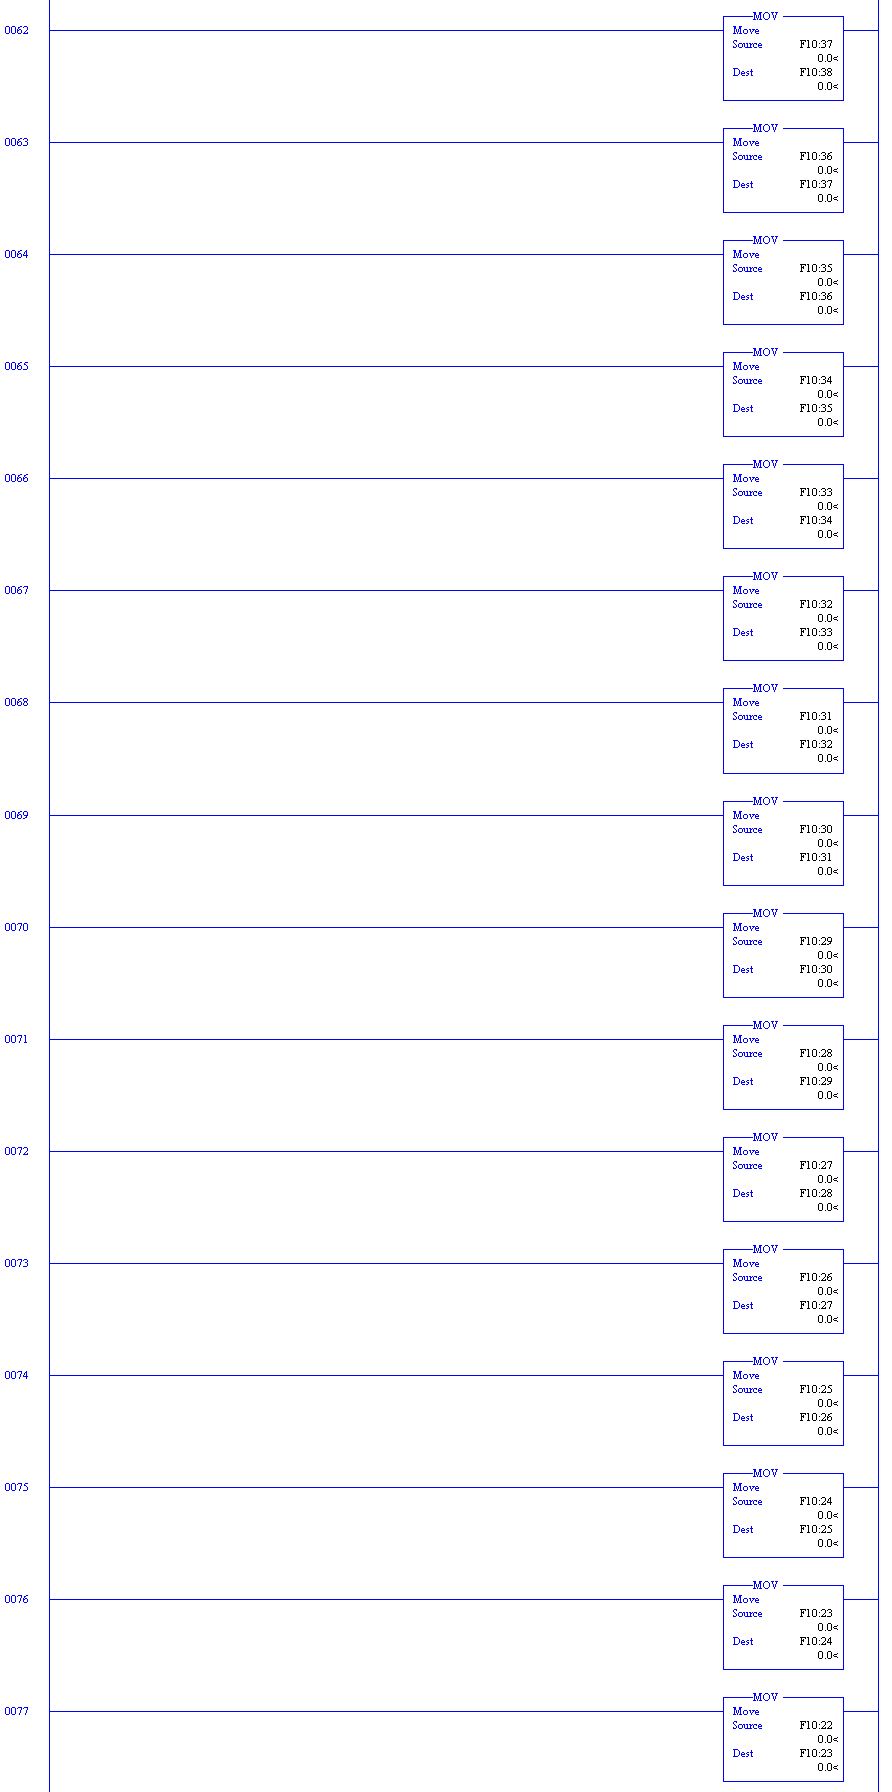 MOV
0062 Move
Source F10:37
0.0<
Dest F10:38
0.0<
MOV
0063 Move
Source F10:36
0.0<
Dest F10:37
0.0<
MOV
0064 Move
Source F10:35
0.0<
Dest F10:36
0.0<
MOV
0065 Move
Source F10:34
0.0<
Dest F10:35
0.0<
MOV
0066 Move
Source F10:33
0.0<
Dest F10:34
0.0<
MOV
0067 Move
Source F10:32
0.0<
Dest F10:33
0.0<
MOV
0068 Move
Source F10:31
0.0<
Dest F10:32
0.0<
MOV
0069 Move
Source F10:30
0.0<
Dest F10:31
0.0<
MOV
0070 Move
Source F10:29
0.0<
Dest F10:30
0.0<
MOV
0071 Move
Source F10:28
0.0<
Dest F10:29
0.0<
MOV
0072 Move
Source F10:27
0.0<
Dest F10:28
0.0<
MOV
0073 Move
Source F10:26
0.0<
Dest F10:27
0.0<
MOV
0074 Move
Source F10:25
0.0<
Dest F10:26
0.0<
MOV
0075 Move
Source F10:24
0.0<
Dest F10:25
0.0<
MOV
0076 Move
Source F10:23
0.0<
Dest F10:24
0.0<
MOV
0077 Move
Source F10:22
0.0<
Dest F10:23
0.0<